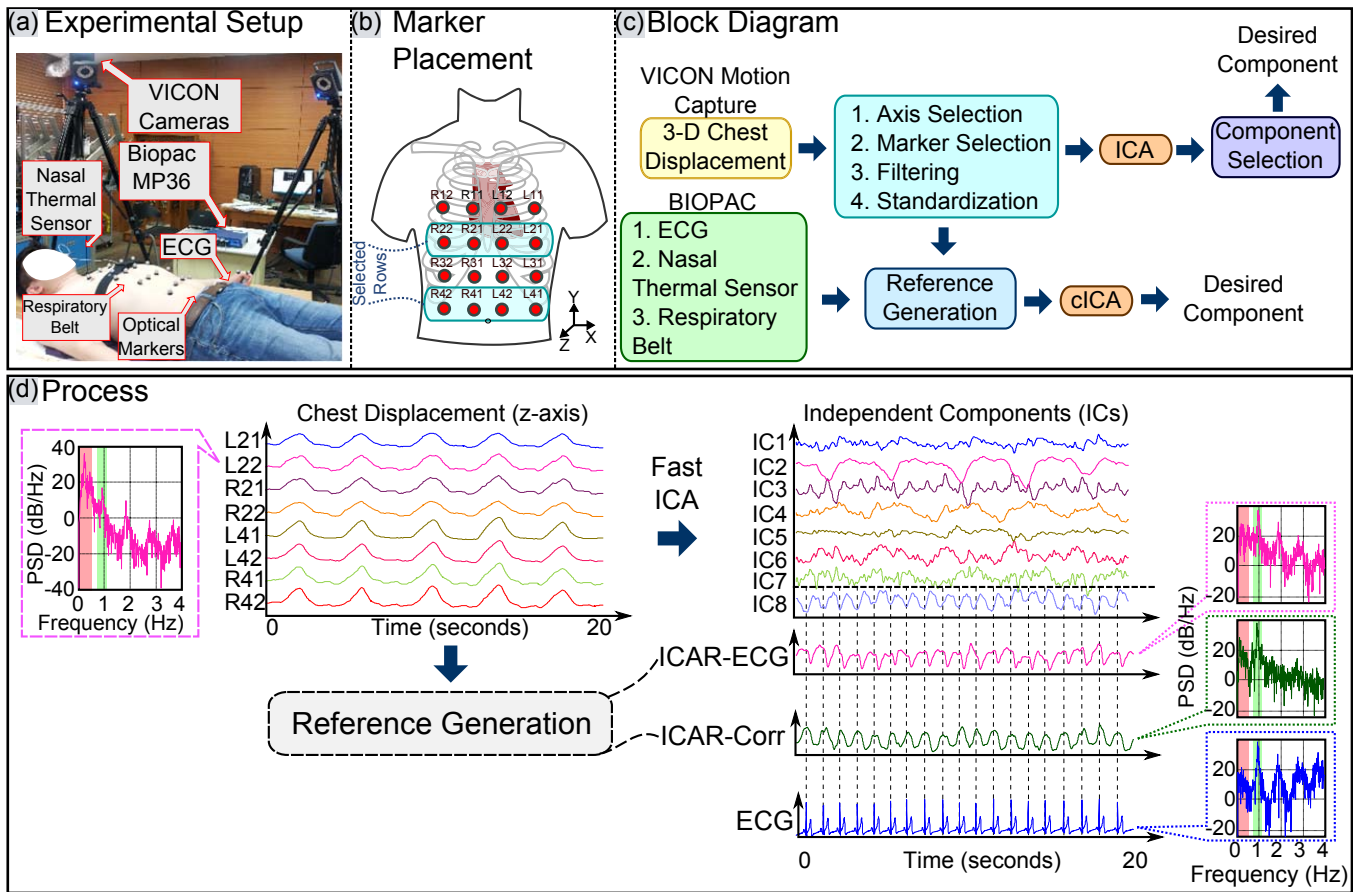 (a) Experimental Setup
VICON
Cameras
Biopac
MP36
Nasal
Thermal
Sensor
ECG
Respiratory
Belt
Optical
Markers
(b) Marker
Placement
R12 R11 L12 L11
R22 R21 L22 L21
R32 R31 L32 L31
R42 R41 L42 L41
Selected
Rows
Y
X
Z
(c) Block Diagram
VICON Motion
Capture
3-D Chest
Displacement
1. Axis Selection
2. Marker Selection
3. Filtering
4. Standardization
ICA
Component
Selection
Desired
Component
BIOPAC
1. ECG
2. Nasal
Thermal Sensor
3. Respiratory
Belt
Reference
Generation
cICA
Desired
Component
(d) Process
PSD (dB/Hz)
40
20
0
-20
-40
0 1 2 3 4
Frequency (Hz)
Chest Displacement (z-axis)
L21
L22
R21
R22
L41
L42
R41
R42
0 Time (seconds) 20
Fast
ICA
Independent Components (ICs)
IC1
IC2
IC3
IC4
IC5
IC6
IC7
IC8
Reference Generation
ICAR-ECG
ICAR-Corr
ECG
0 Time (seconds) 20
PSD (dB/Hz)
20
0
-20
20
0
-20
20
0
-20
0 1 2 3 4
Frequency (Hz)